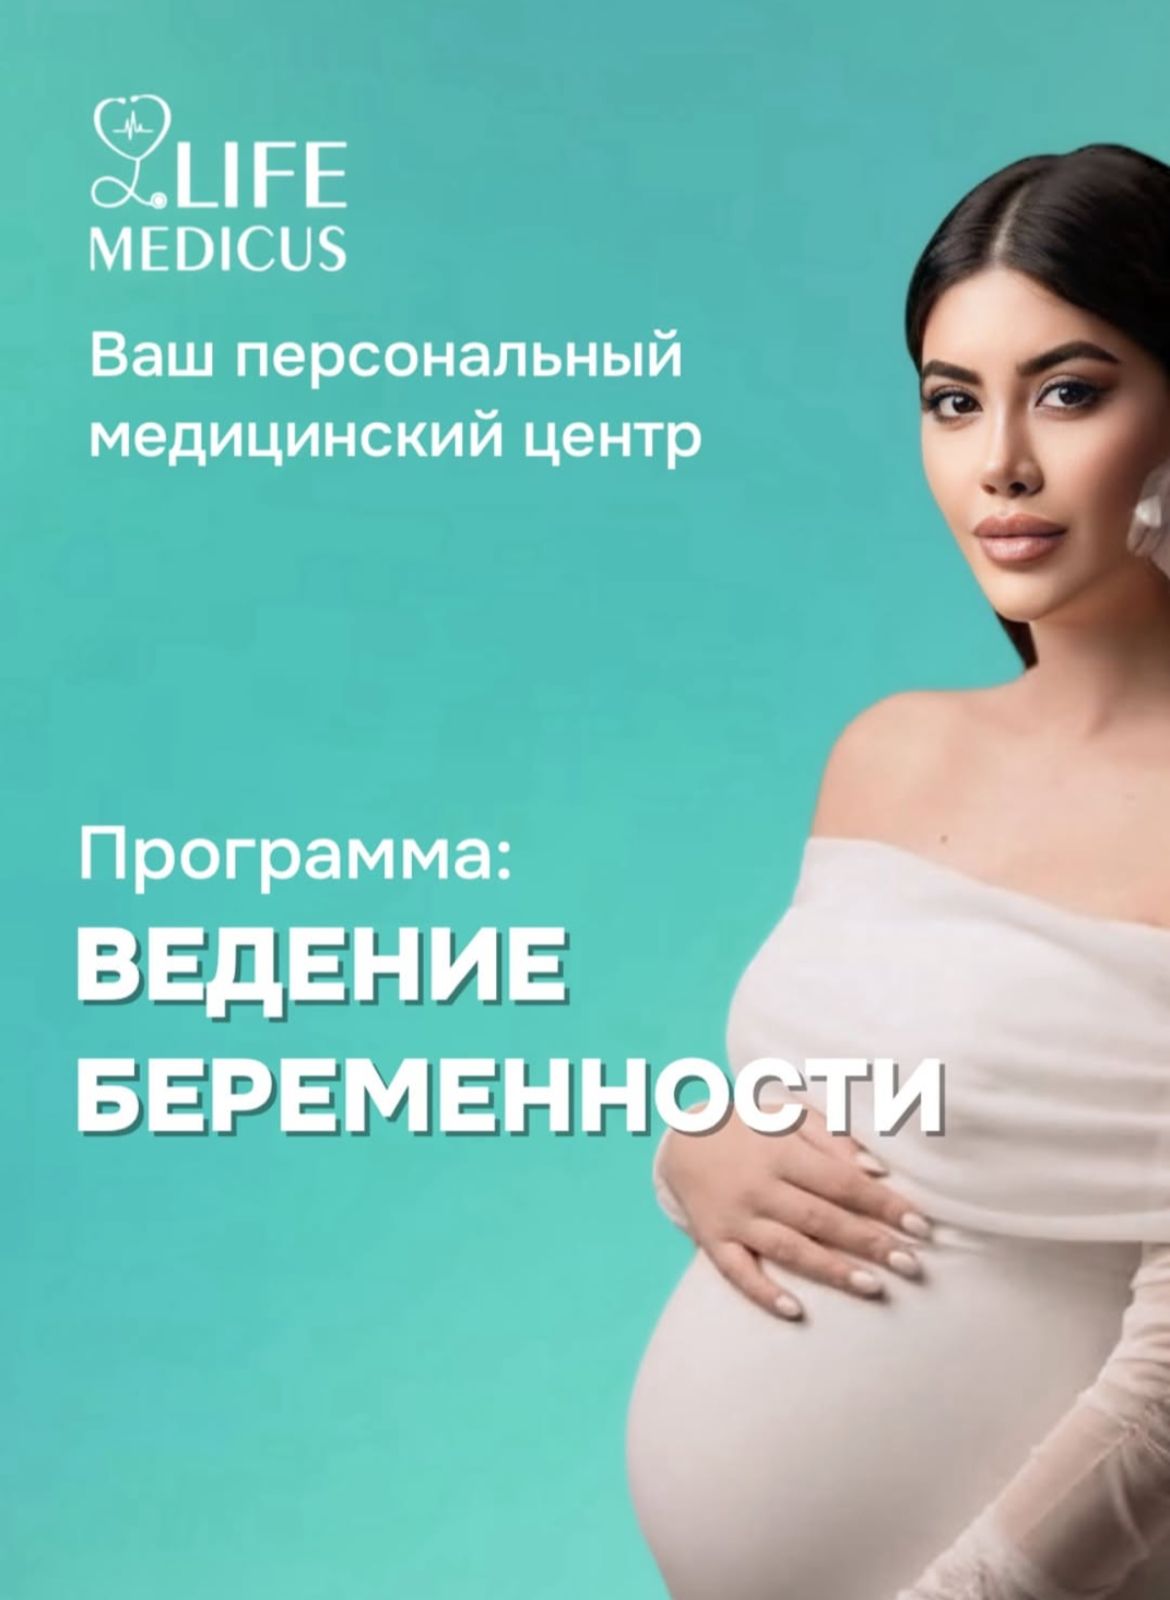 LIFE
MEDICUS
Ваш персональный
медицинский центр
Программа:
ВЕДЕНИЕ
БЕРЕМЕННОСТИ